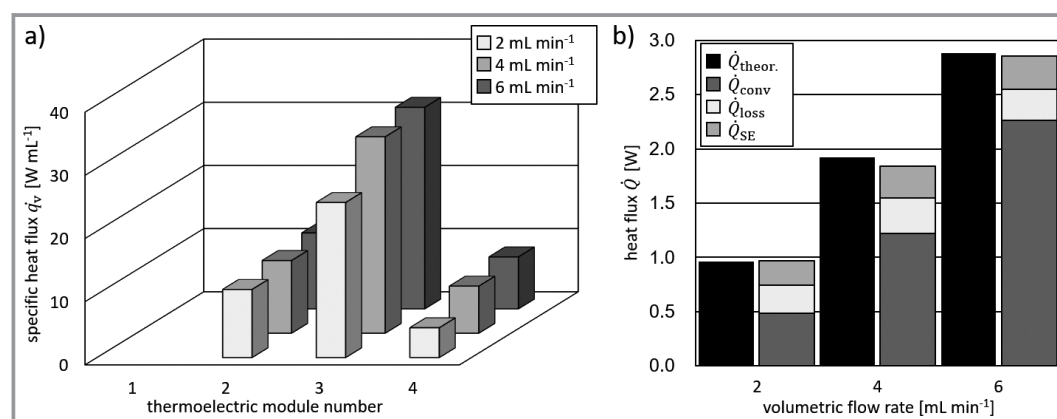 a)
2 mL min⁻¹
4 mL min⁻¹
6 mL min⁻¹
specific heat flux q̇ᵥ [W mL⁻¹]
40
30
20
10
0
1 2 3 4
thermoelectric module number
b)
Q̇theor.
Q̇conv
Q̇loss
Q̇SE
heat flux Q̇ [W]
3.0
2.5
2.0
1.5
1.0
0.5
0.0
2 4 6
volumetric flow rate [mL min⁻¹]